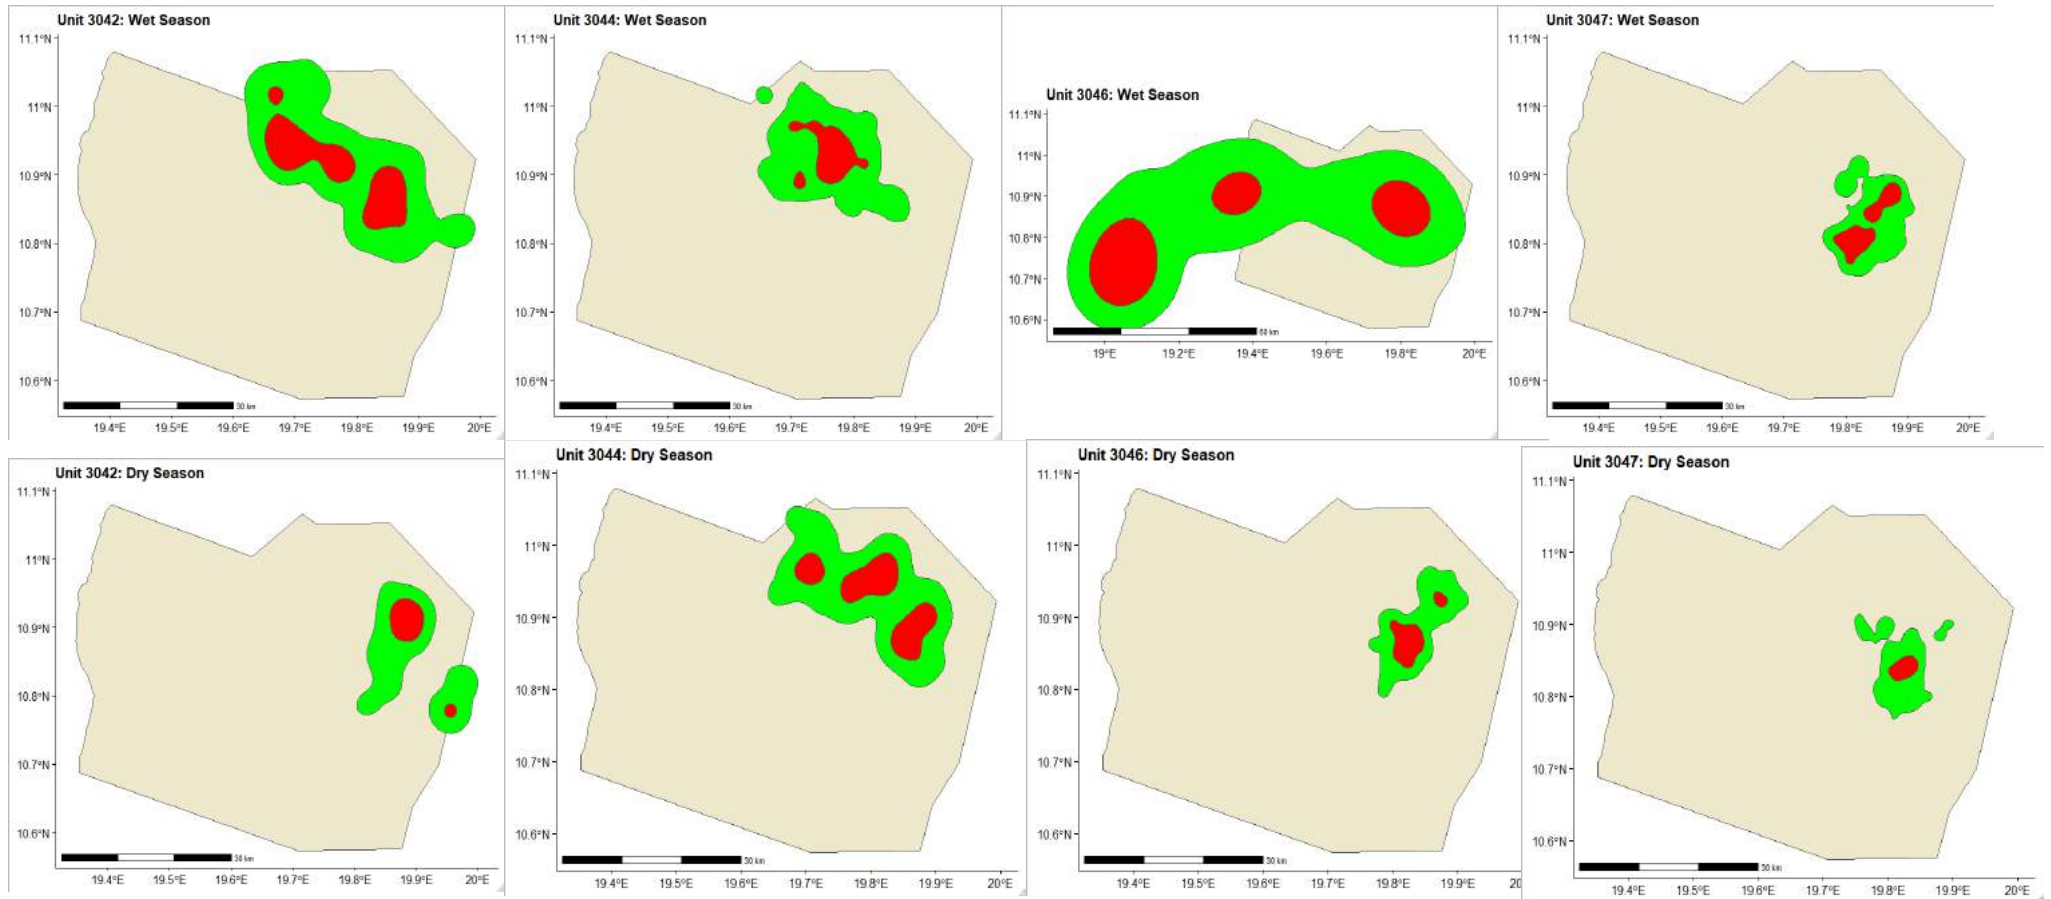 Unit 3042: Wet Season
11.1°N
11°N
10.9°N
10.8°N
10.7°N
10.6°N
30 km
19.4°E 19.5°E 19.6°E 19.7°E 19.8°E 19.9°E 20°E
Unit 3044: Wet Season
11.1°N
11°N
10.9°N
10.8°N
10.7°N
10.6°N
30 km
19.4°E 19.5°E 19.6°E 19.7°E 19.8°E 19.9°E 20°E
Unit 3046: Wet Season
11.1°N
11°N
10.9°N
10.8°N
10.7°N
10.6°N
60 km
19°E 19.2°E 19.4°E 19.6°E 19.8°E 20°E
Unit 3047: Wet Season
11.1°N
11°N
10.9°N
10.8°N
10.7°N
10.6°N
30 km
19.4°E 19.5°E 19.6°E 19.7°E 19.8°E 19.9°E 20°E
Unit 3042: Dry Season
11.1°N
11°N
10.9°N
10.8°N
10.7°N
10.6°N
30 km
19.4°E 19.5°E 19.6°E 19.7°E 19.8°E 19.9°E 20°E
Unit 3044: Dry Season
11.1°N
11°N
10.9°N
10.8°N
10.7°N
10.6°N
30 km
19.4°E 19.5°E 19.6°E 19.7°E 19.8°E 19.9°E 20°E
Unit 3046: Dry Season
11.1°N
11°N
10.9°N
10.8°N
10.7°N
10.6°N
30 km
19.4°E 19.5°E 19.6°E 19.7°E 19.8°E 19.9°E 20
Unit 3047: Dry Season
11.1°N
11°N
10.9°N
10.8°N
10.7°N
10.6°N
30 km
19.4°E 19.5°E 19.6°E 19.7°E 19.8°E 19.9°E 20°E